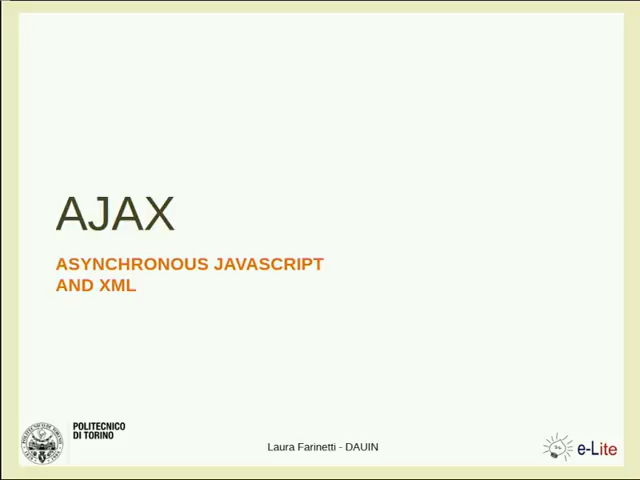 AJAX
ASYNCHRONOUS JAVASCRIPT
AND XML
POLITECNICO
DI TORINO
Laura Farinetti - DAUIN
e-Lite